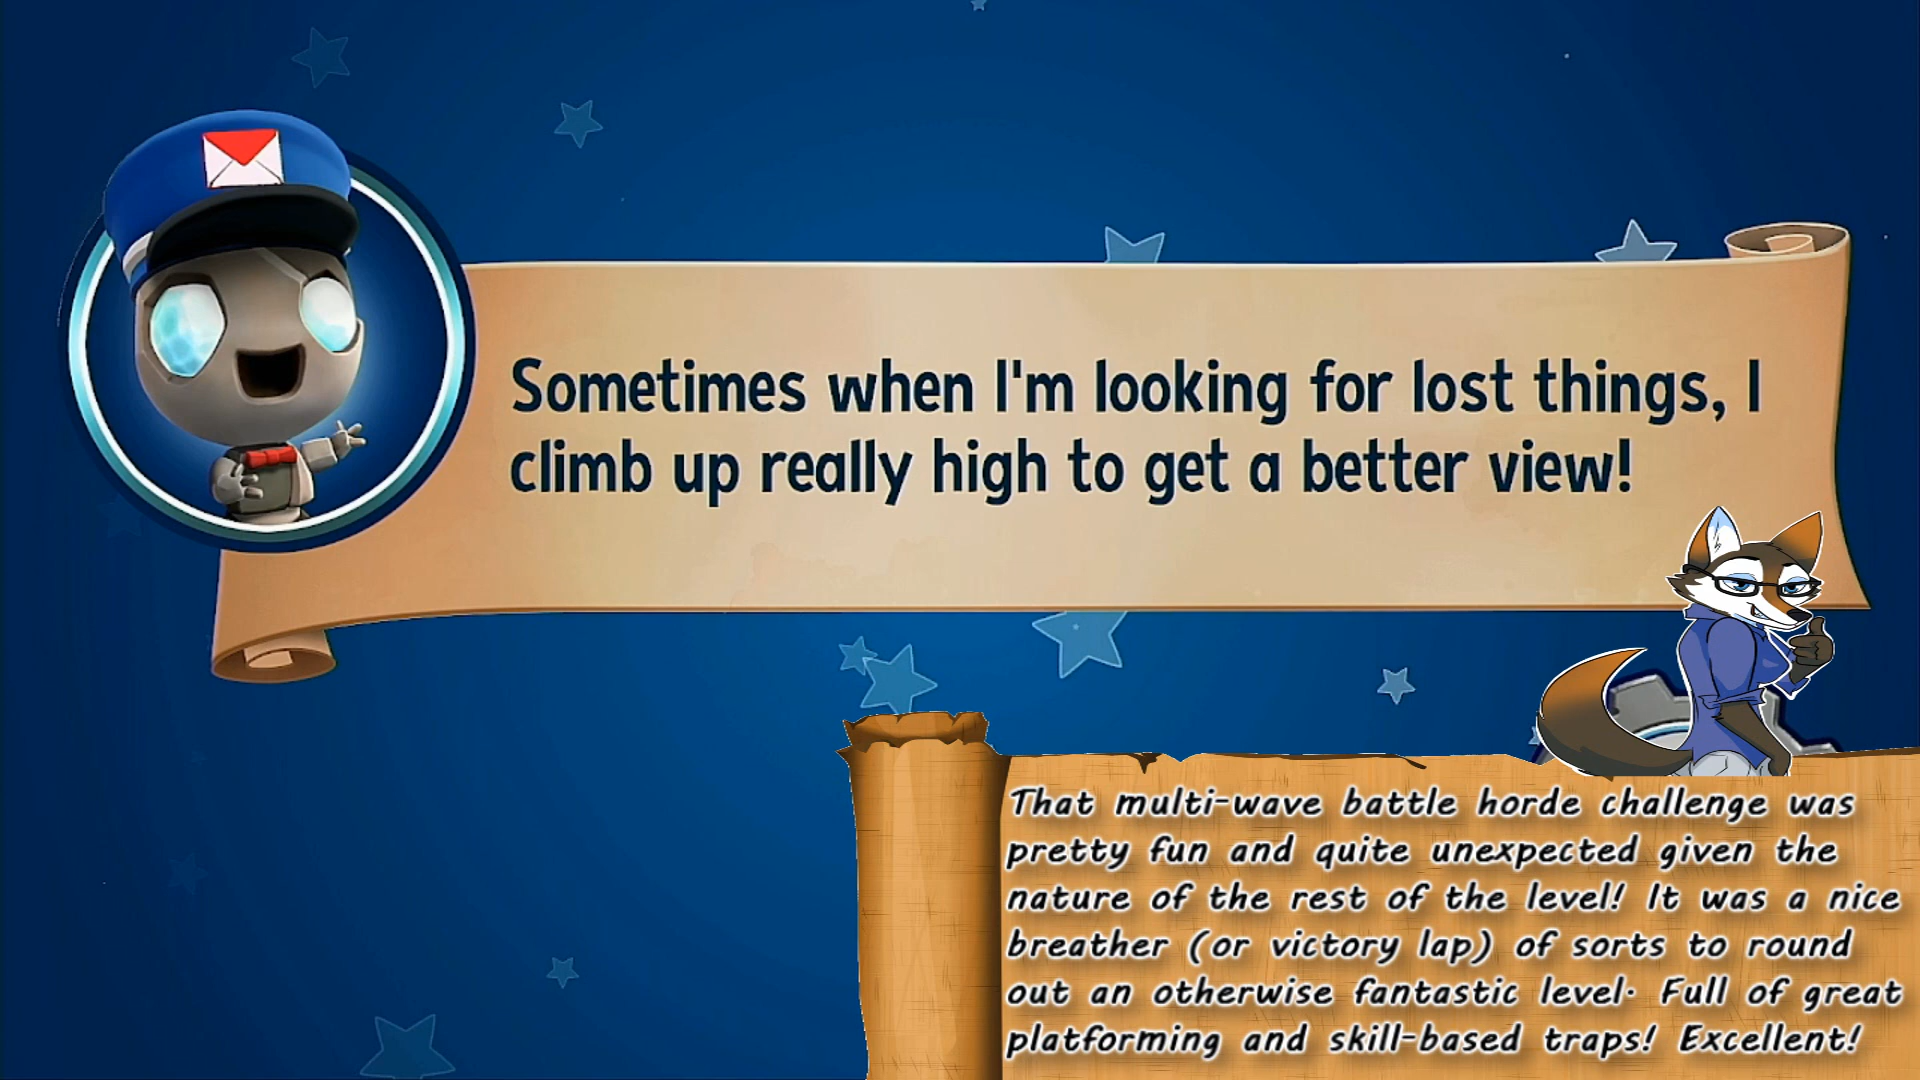 Sometimes when I'm looking for lost things, I
climb up really high to get a better view!
That multi-wave battle horde challenge was
pretty fun and quite unexpected given the
nature of the rest of the level! It was a nice
breather (or victory lap) of sorts to round
out an otherwise fantastic level. Full of great
platforming and skill-based traps! Excellent!